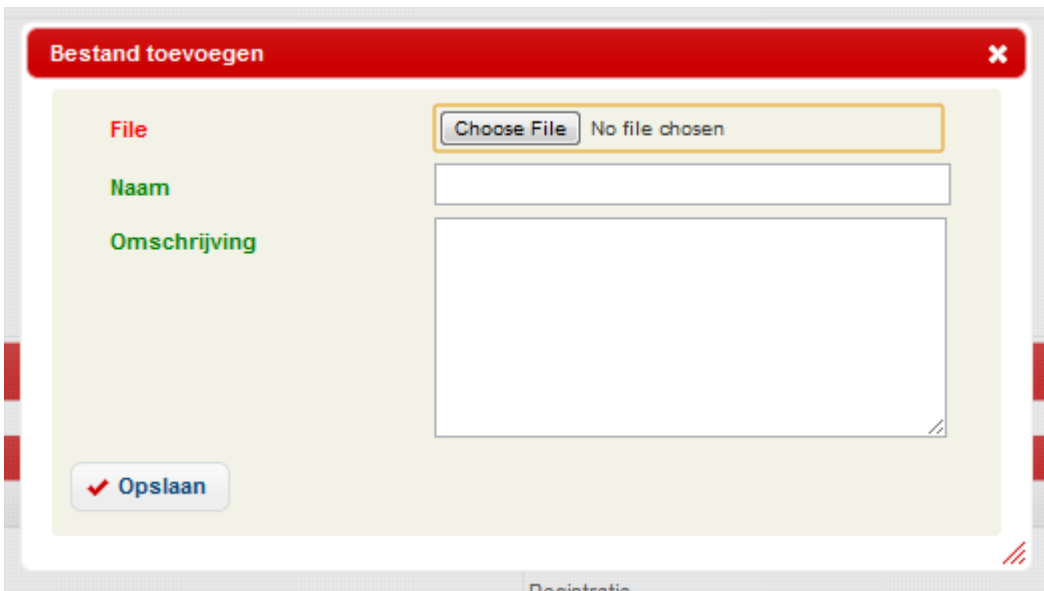 Bestand toevoegen
File
Choose File No file chosen
Naam
Omschrijving
Opslaan